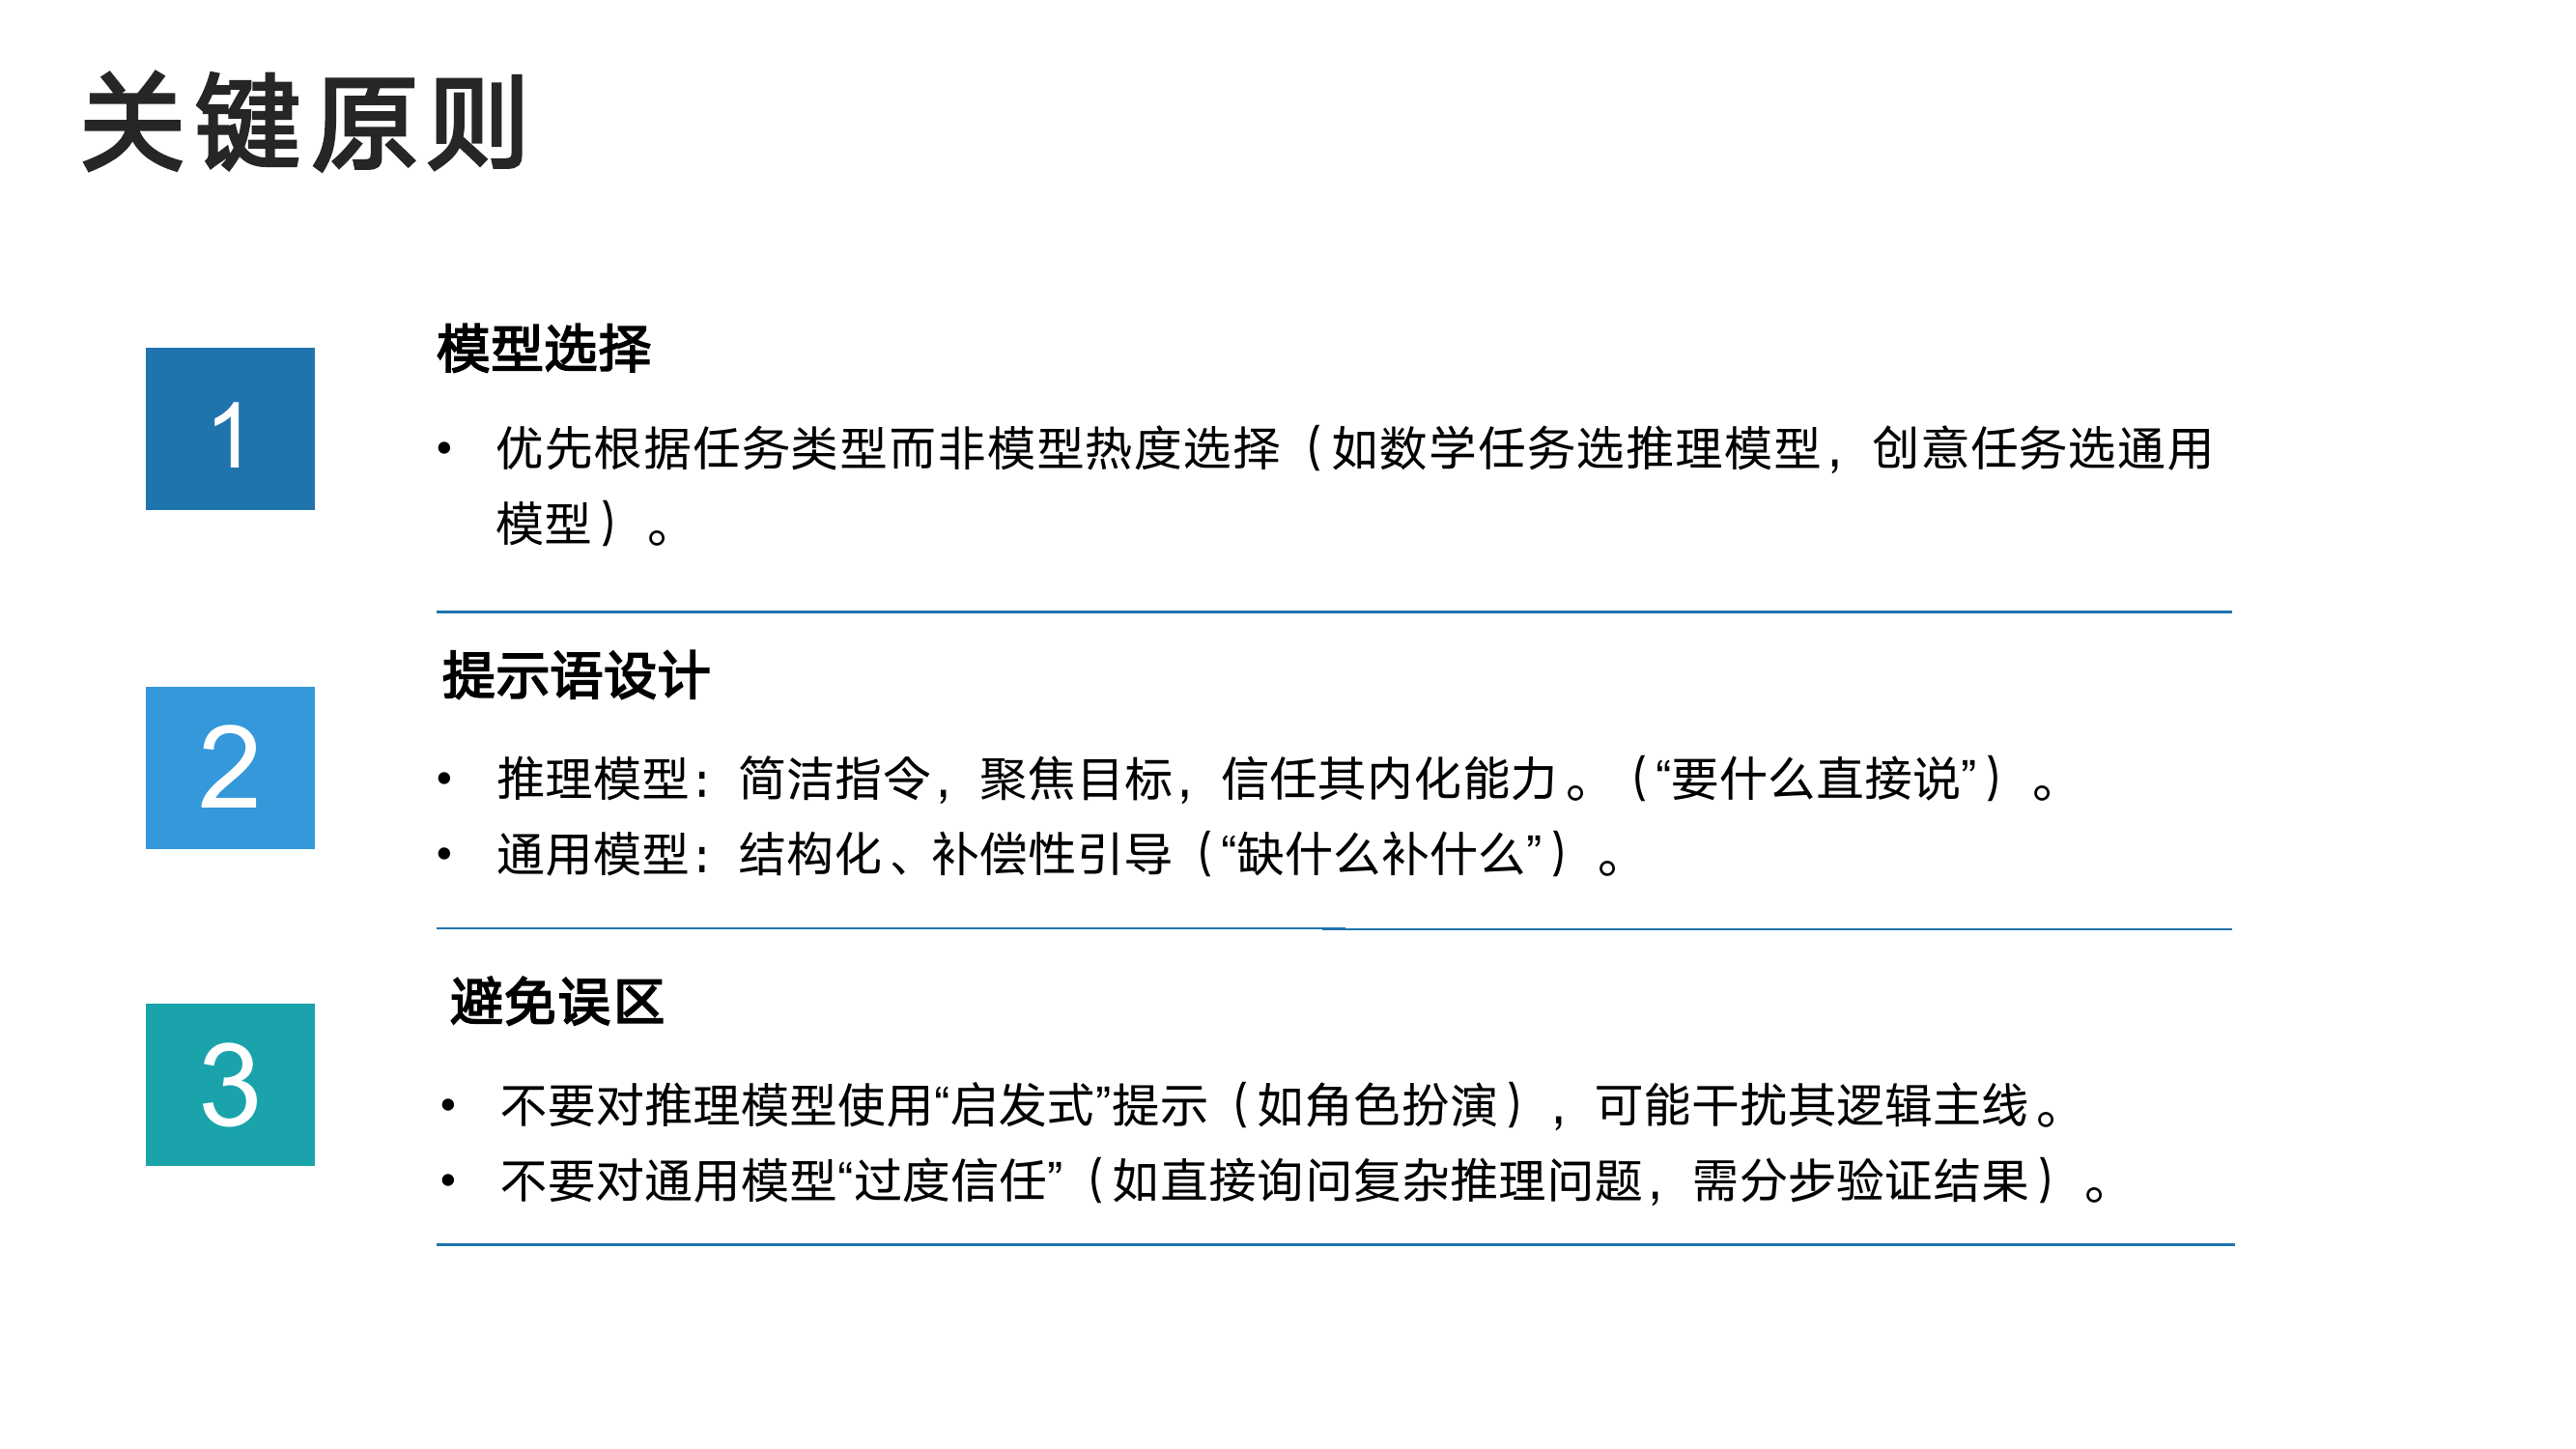 关键原则
1
模型选择
• 优先根据任务类型而非模型热度选择（如数学任务选推理模型，创意任务选通用
模型）。
2
提示语设计
• 推理模型：简洁指令，聚焦目标，信任其内化能力。（“要什么直接说”）。
• 通用模型：结构化、补偿性引导（“缺什么补什么”）。
3
避免误区
• 不要对推理模型使用“启发式”提示（如角色扮演），可能干扰其逻辑主线。
• 不要对通用模型“过度信任”（如直接询问复杂推理问题，需分步验证结果）。